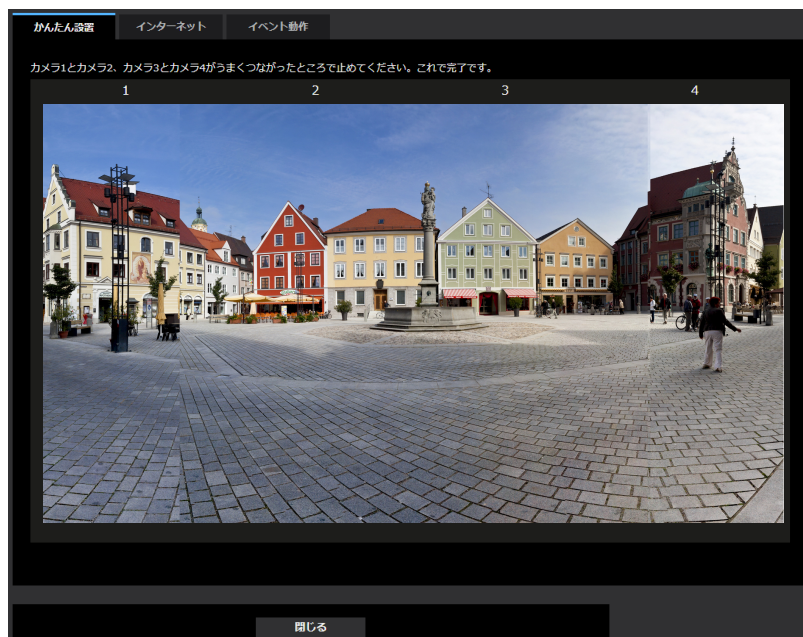 かんたん設置 インターネット イベント動作
カメラ1とカメラ2、カメラ3とカメラ4がうまくつながったところで止めてください。これで完了です。
1 2 3 4
閉じる